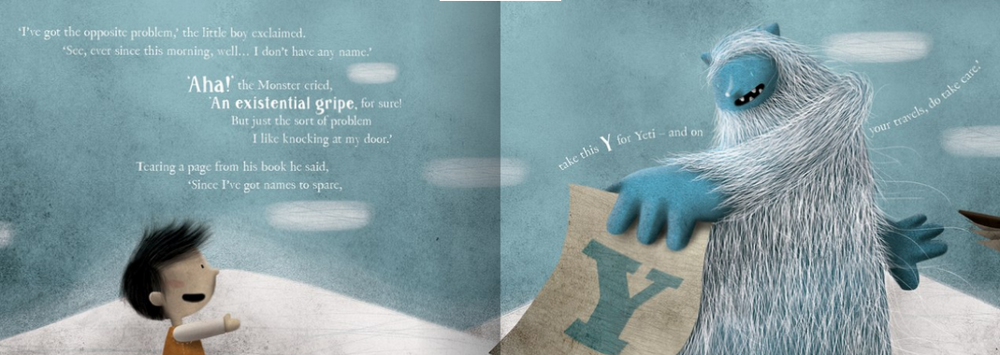 ‘I’ve got the opposite problem,’ the little boy exclaimed.
‘See, ever since this morning, well... I don’t have any name.’
‘Aha!’ the Monster cried,
‘An existential gripe, for sure!
But just the sort of problem
I like knocking at my door.’
Tearing a page from his book he said,
‘Since I’ve got names to spare,
take this Y for Yeti – and on
your travels, do take care.’
Y